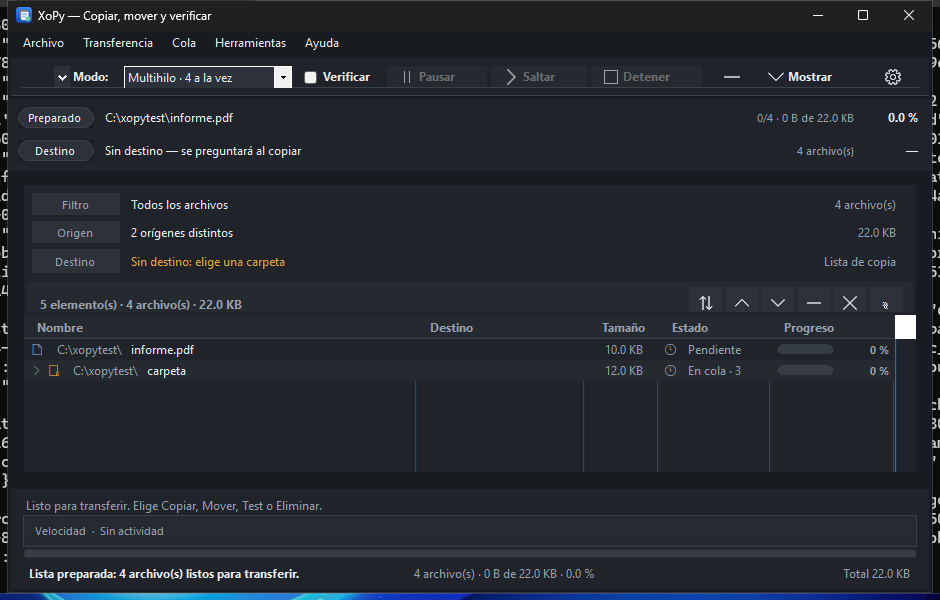 XoPy — Copiar, mover y verificar
Archivo Transferencia Cola Herramientas Ayuda
Modo: Multihilo · 4 a la vez Verificar Pausar Saltar Detener Mostrar
Preparado C:\xopytest\informe.pdf 0/4 · 0 B de 22.0 KB 0.0 %
Destino Sin destino — se preguntará al copiar 4 archivo(s) —
Filtro Todos los archivos 4 archivo(s)
Origen 2 orígenes distintos 22.0 KB
Destino Sin destino: elige una carpeta Lista de copia
5 elemento(s) · 4 archivo(s) · 22.0 KB
Nombre Destino Tamaño Estado Progreso
C:\xopytest\ informe.pdf 10.0 KB Pendiente 0 %
C:\xopytest\ carpeta 12.0 KB En cola · 3 0 %
Listo para transferir. Elige Copiar, Mover, Test o Eliminar.
Velocidad · Sin actividad
Lista preparada: 4 archivo(s) listos para transferir. 4 archivo(s) · 0 B de 22.0 KB · 0.0 % Total 22.0 KB